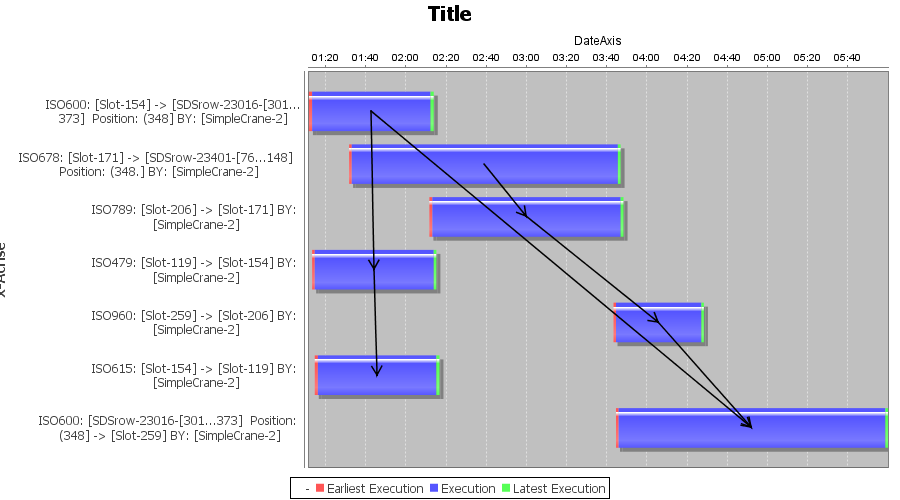 Title
DateAxis
01:20 01:40 02:00 02:20 02:40 03:00 03:20 03:40 04:00 04:20 04:40 05:00 05:20 05:40
ISO600: [Slot-154] -> [SDSrow-23016-[301...
373] Position: (348] BY: [SimpleCrane-2]
ISO678: [Slot-171] -> [SDSrow-23401-[76...148]
Position: (348.] BY: [SimpleCrane-2]
ISO789: [Slot-206] -> [Slot-171] BY:
[SimpleCrane-2]
ISO479: [Slot-119] -> [Slot-154] BY:
[SimpleCrane-2]
ISO960: [Slot-259] -> [Slot-206] BY:
[SimpleCrane-2]
ISO615: [Slot-154] -> [Slot-119] BY:
[SimpleCrane-2]
ISO600: [SDSrow-23016-[301...373] Position:
(348] -> [Slot-259] BY: [SimpleCrane-2]
- Earliest Execution Execution Latest Execution